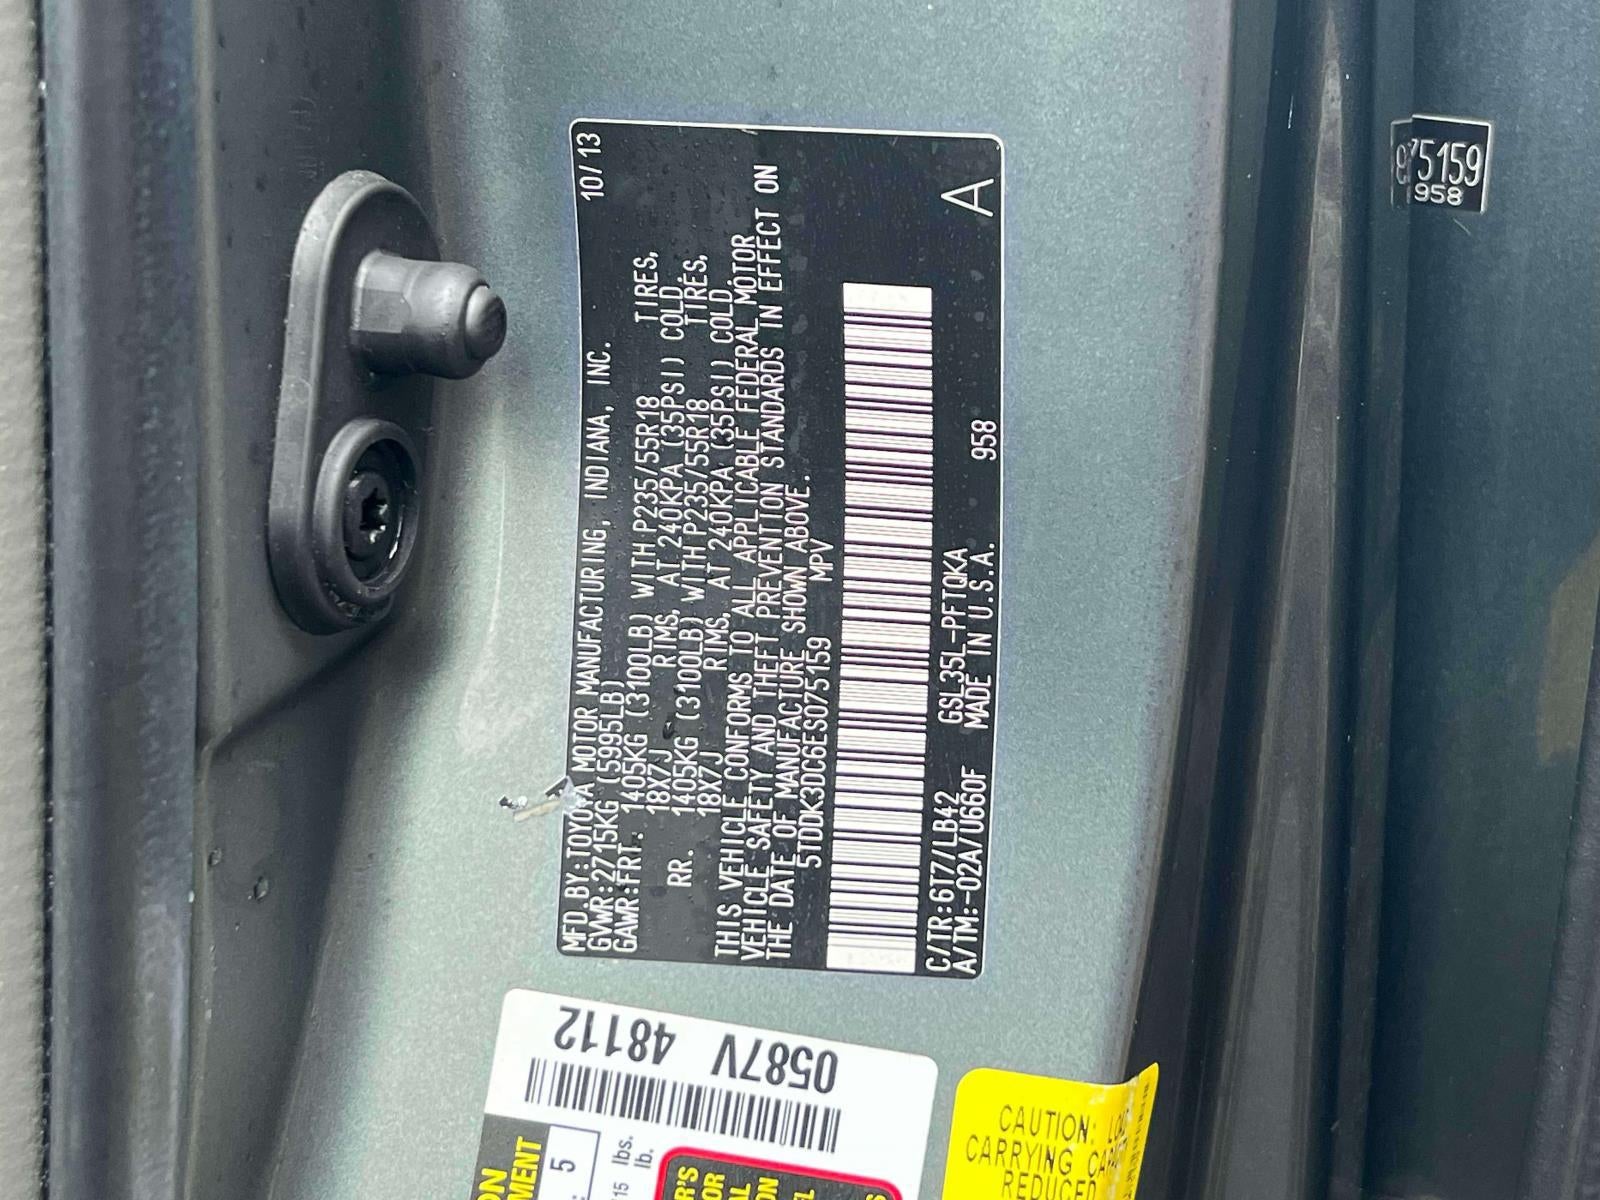 MFD.BY:TOYOTA MOTOR MANUFACTURING, INDIANA, INC. 10/13
GVWR:2715KG (5995LB)
GAWR:FRT. 1405KG (3100LB) WITH P235/55R18 TIRES,
18X7J RIMS, AT 240KPA (35PSI) COLD.
RR. 1405KG (3100LB) WITH P235/55R18 TIRES,
18X7J RIMS, AT 240KPA (35PSI) COLD.
THIS VEHICLE CONFORMS TO ALL APPLICABLE FEDERAL MOTOR
VEHICLE SAFETY AND THEFT PREVENTION STANDARDS IN EFFECT ON
THE DATE OF MANUFACTURE SHOWN ABOVE.
5TDDK3DC6ES075159 MPV
C/TR:6T7/LB42 GSL35L-PFTQKA
A/TM:-02A/U660F MADE IN U.S.A. 958 A
75159
958
0587V 48112
5
lbs.
lb.
CAUTION:
CARRYING
REDUCED